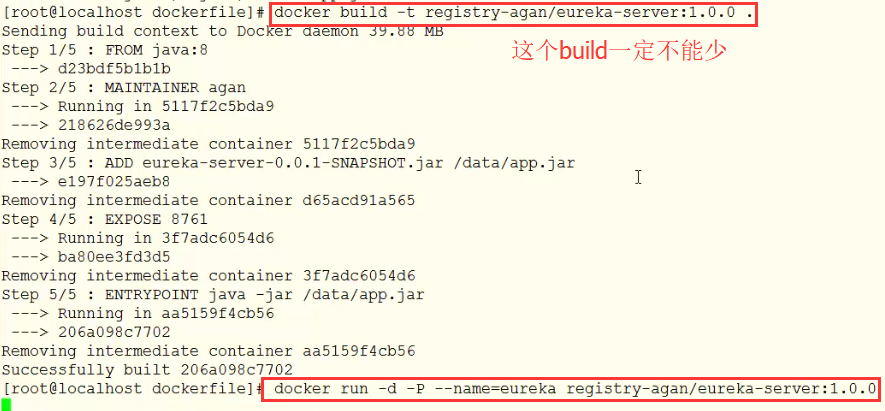 [root@localhost dockerfile]# docker build -t registry-agan/eureka-server:1.0.0 .
Sending build context to Docker daemon 39.88 MB
这个build一定不能少
Step 1/5 : FROM java:8
---> d23bdf5b1b1b
Step 2/5 : MAINTAINER agan
---> Running in 5117f2c5bda9
---> 218626de993a
Removing intermediate container 5117f2c5bda9
Step 3/5 : ADD eureka-server-0.0.1-SNAPSHOT.jar /data/app.jar
---> e197f025aeb8
Removing intermediate container d65acd91a565
Step 4/5 : EXPOSE 8761
---> Running in 3f7adc6054d6
---> ba80ee3fd3d5
Removing intermediate container 3f7adc6054d6
Step 5/5 : ENTRYPOINT java -jar /data/app.jar
---> Running in aa5159f4cb56
---> 206a098c7702
Removing intermediate container aa5159f4cb56
Successfully built 206a098c7702
[root@localhost dockerfile]# docker run -d -P --name=eureka registry-agan/eureka-server:1.0.0